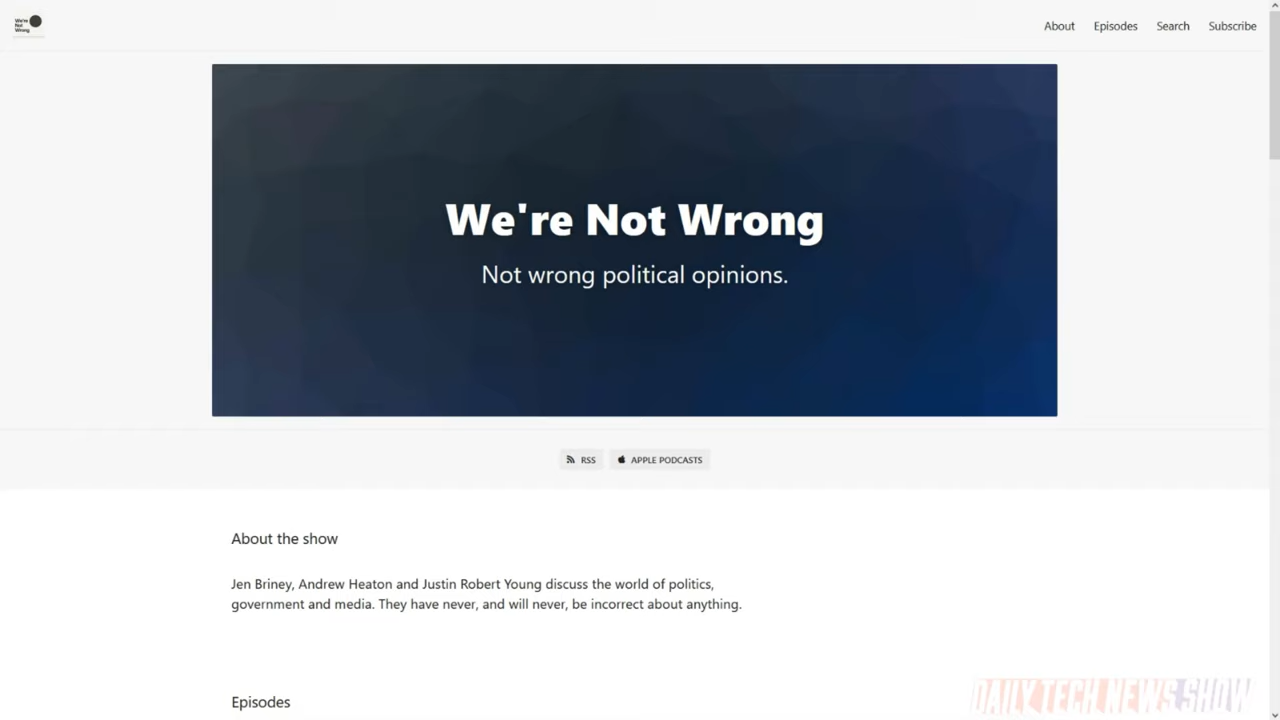 We're
Not
Wrong
About Episodes Search Subscribe
We're Not Wrong
Not wrong political opinions.
RSS APPLE PODCASTS
About the show
Jen Briney, Andrew Heaton and Justin Robert Young discuss the world of politics,
government and media. They have never, and will never, be incorrect about anything.
Episodes
DAILY TECH NEWS SHOW